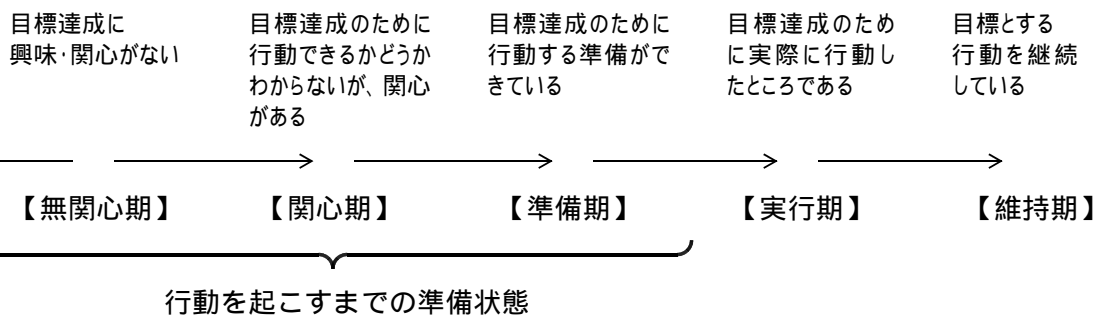 目標達成に
興味・関心がない
目標達成のために
行動できるかどうか
わからないが、関心
がある
目標達成のために
行動する準備がで
きている
目標達成のため
に実際に行動し
たところである
目標とする
行動を継続
している
【無関心期】
【関心期】
【準備期】
【実行期】
【維持期】
行動を起こすまでの準備状態